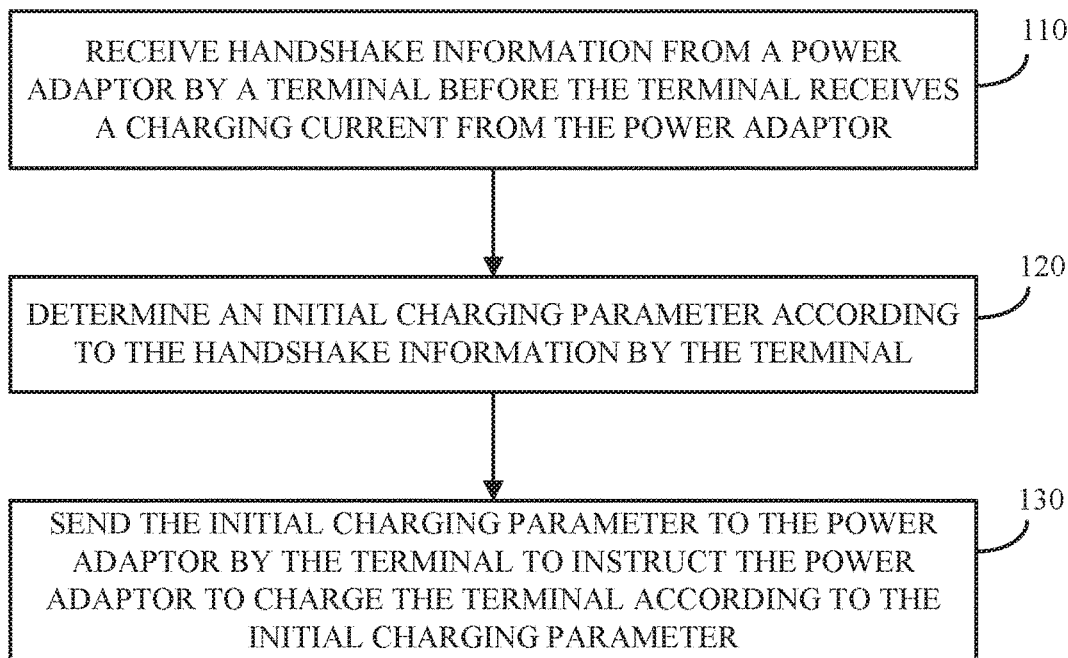 110
RECEIVE HANDSHAKE INFORMATION FROM A POWER
ADAPTOR BY A TERMINAL BEFORE THE TERMINAL RECEIVES
A CHARGING CURRENT FROM THE POWER ADAPTOR
120
DETERMINE AN INITIAL CHARGING PARAMETER ACCORDING
TO THE HANDSHAKE INFORMATION BY THE TERMINAL
130
SEND THE INITIAL CHARGING PARAMETER TO THE POWER
ADAPTOR BY THE TERMINAL TO INSTRUCT THE POWER
ADAPTOR TO CHARGE THE TERMINAL ACCORDING TO THE
INITIAL CHARGING PARAMETER